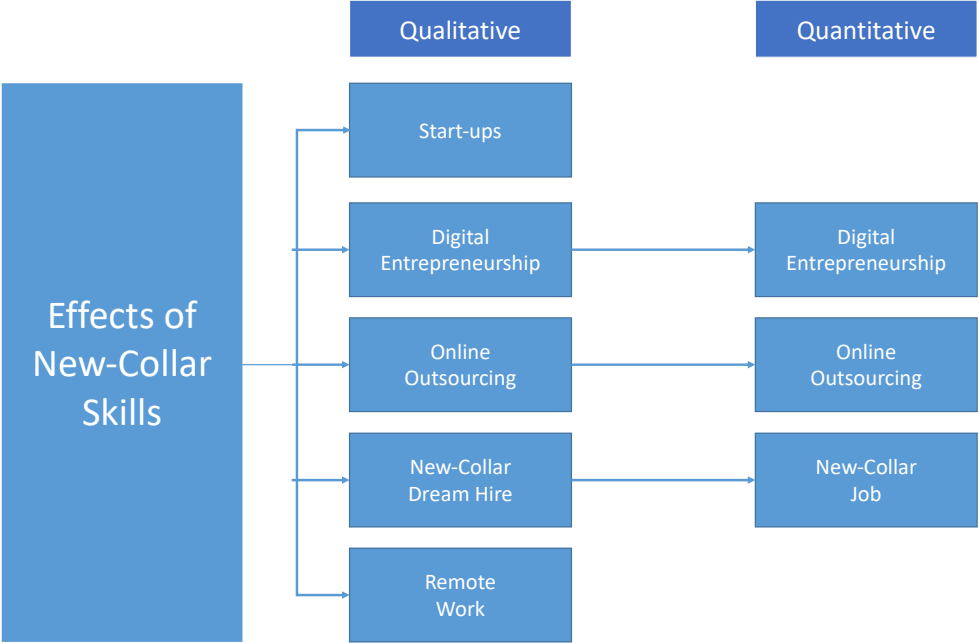 Qualitative
Quantitative
Effects of
New-Collar
Skills
Start-ups
Digital
Entrepreneurship
Digital
Entrepreneurship
Online
Outsourcing
Online
Outsourcing
New-Collar
Dream Hire
New-Collar
Job
Remote
Work